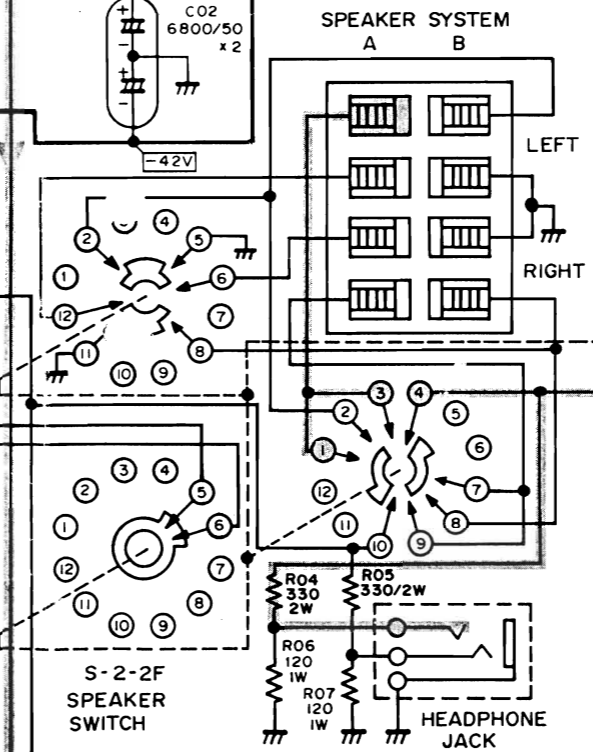 C02
6800/50
x 2
+
−
+
−
−42V
SPEAKER SYSTEM
A B
LEFT
RIGHT
4
2 5
1 6
12 7
11 8
10 9
3 4
2 5
1 6
12 7
11 8
10 9
3 4
2 5
1 6
12 7
11 8
10 9
S-2-2F
SPEAKER
SWITCH
R04
330
2W
R05
330/2W
R06
120
1W
R07
120
1W
HEADPHONE
JACK